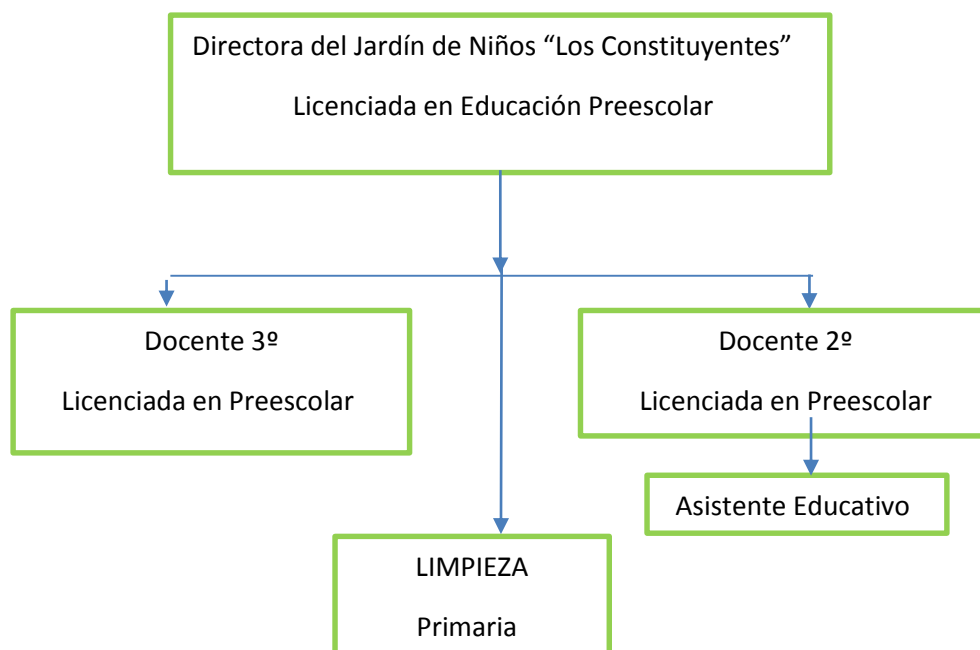 Directora del Jardín de Niños “Los Constituyentes”
Licenciada en Educación Preescolar
Docente 3º
Licenciada en Preescolar
Docente 2º
Licenciada en Preescolar
Asistente Educativo
LIMPIEZA
Primaria